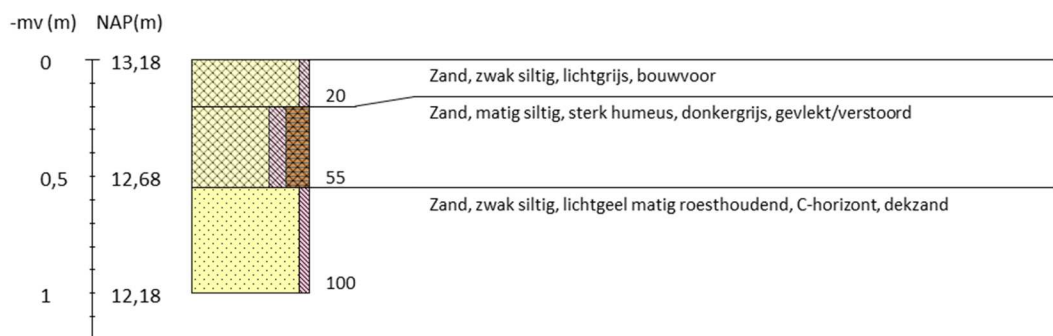 -mv (m) NAP(m)
0 13,18
Zand, zwak siltig, lichtgrijs, bouwvoor
20
Zand, matig siltig, sterk humeus, donkergrijs, gevlekt/verstoord
0,5 12,68 55
Zand, zwak siltig, lichtgeel matig roesthoudend, C-horizont, dekzand
100
1 12,18